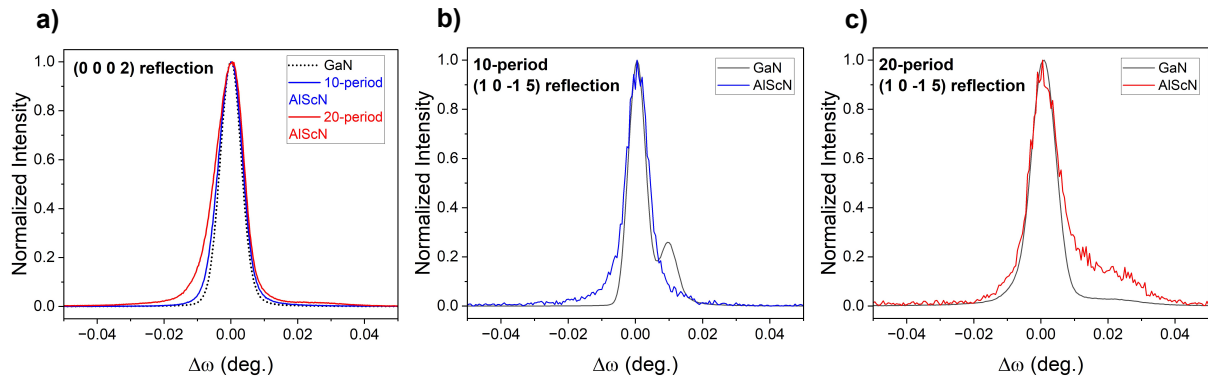 a)
(0 0 0 2) reflection
GaN
10-period
AlScN
20-period
AlScN
1.0
0.8
0.6
0.4
0.2
0.0
Normalized Intensity
−0.04 −0.02 0.00 0.02 0.04
Δω (deg.)
b)
10-period
(1 0 -1 5) reflection
GaN
AlScN
1.0
0.8
0.6
0.4
0.2
0.0
Normalized Intensity
−0.04 −0.02 0.00 0.02 0.04
Δω (deg.)
c)
20-period
(1 0 -1 5) reflection
GaN
AlScN
1.0
0.8
0.6
0.4
0.2
0.0
Normalized Intensity
−0.04 −0.02 0.00 0.02 0.04
Δω (deg.)